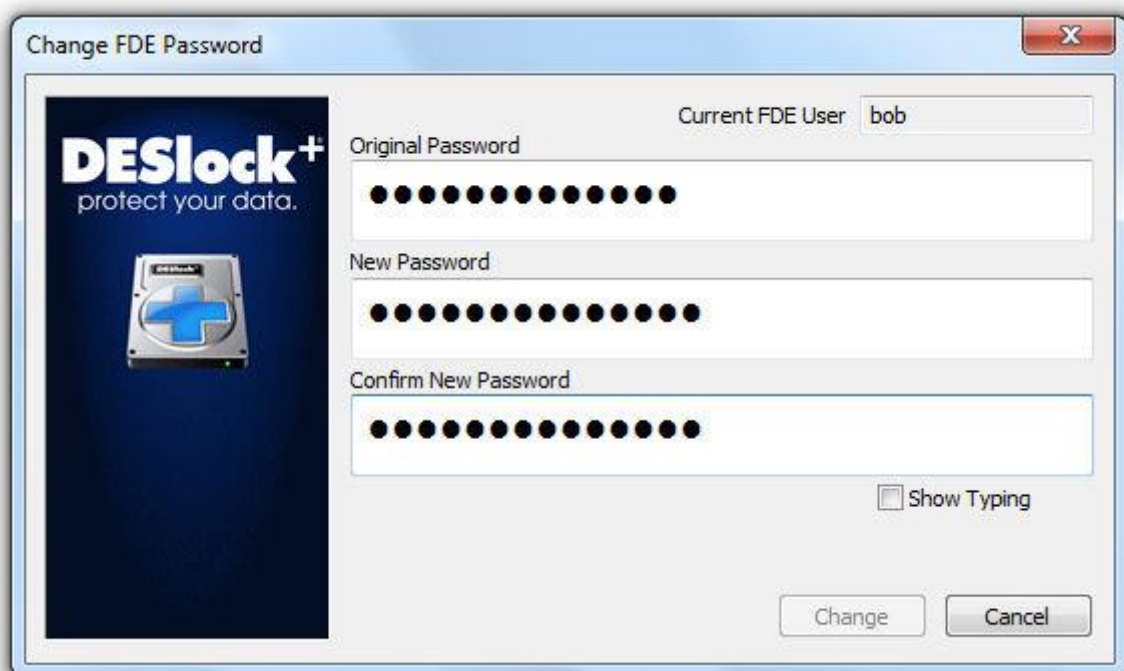 Change FDE Password
DESlock+
protect your data.
DESlock+
Current FDE User bob
Original Password
●●●●●●●●●●●●●
New Password
●●●●●●●●●●●●●●
Confirm New Password
●●●●●●●●●●●●●●
Show Typing
Change Cancel